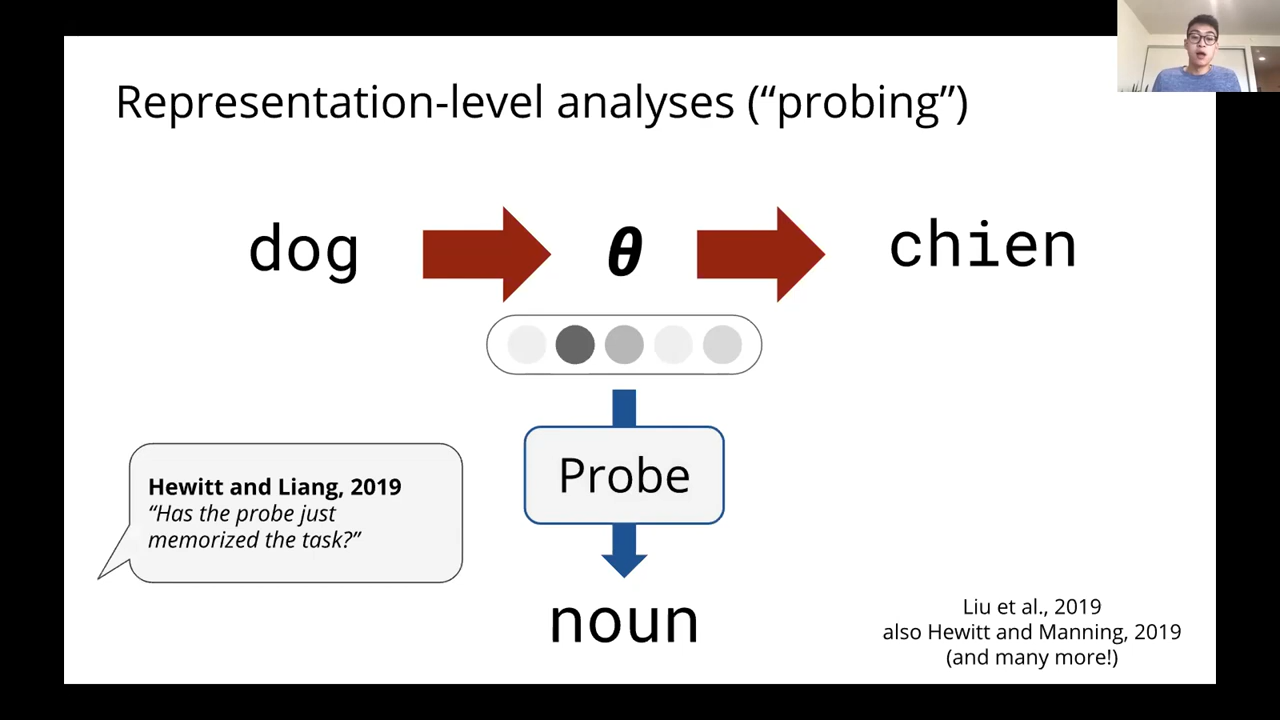 Representation-level analyses (“probing”)
dog
θ
chien
Probe
Hewitt and Liang, 2019
“Has the probe just
memorized the task?”
noun
Liu et al., 2019
also Hewitt and Manning, 2019
(and many more!)